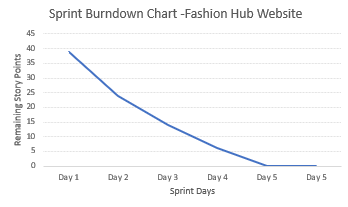 Sprint Burndown Chart -Fashion Hub Website
Remaining Story Points
45
40
35
30
25
20
15
10
5
0
Day 1 Day 2 Day 3 Day 4 Day 5 Day 5
Sprint Days